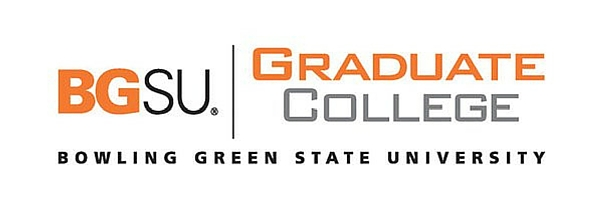 BGSU®
GRADUATE
COLLEGE
BOWLING GREEN STATE UNIVERSITY